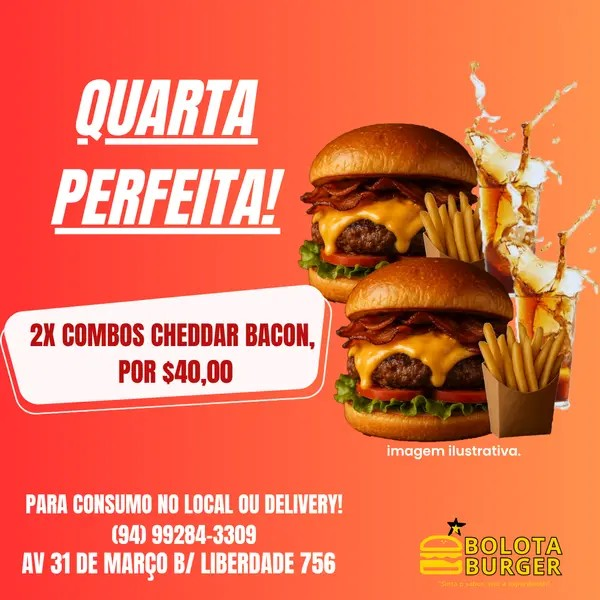 QUARTA
PERFEITA!
2X COMBOS CHEDDAR BACON,
POR $40,00
imagem ilustrativa.
PARA CONSUMO NO LOCAL OU DELIVERY!
(94) 99284-3309
AV 31 DE MARÇO B/ LIBERDADE 756
BOLOTA
BURGER